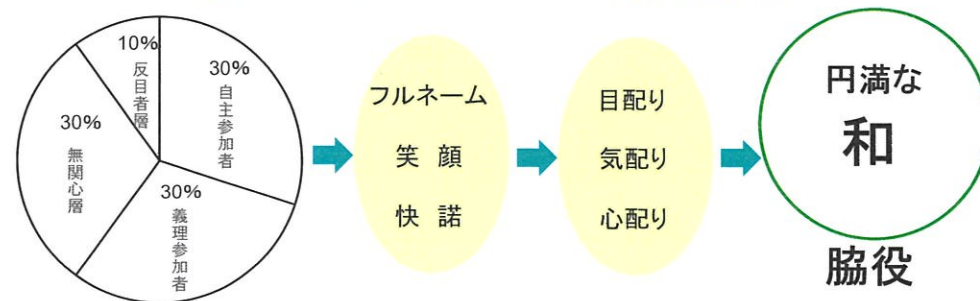 10%
反目者層
30%
自主参加者
30%
義理参加者
30%
無関心層
フルネーム
笑 顔
快 諾
目配り
気配り
心配り
円満な
和
脇役